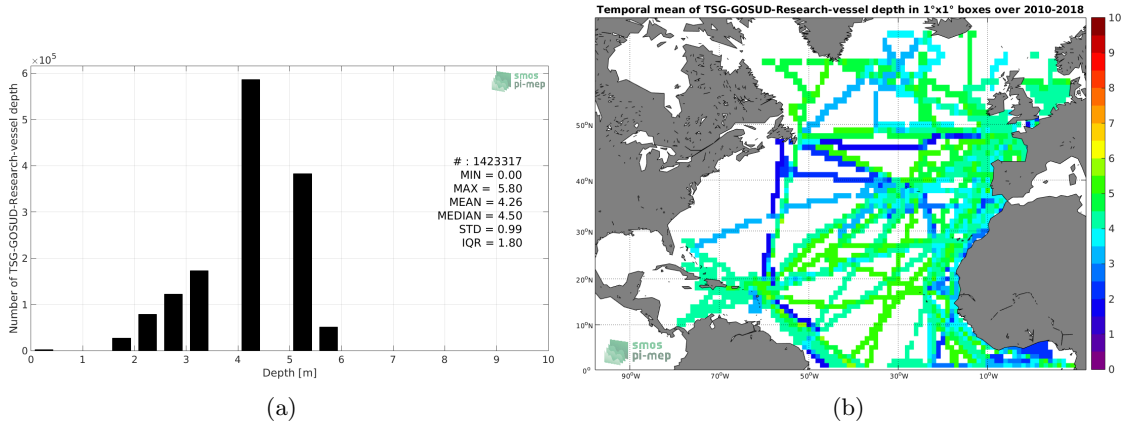 ×10⁵
6
5
4
3
2
1
0
Number of TSG-GOSUD-Research-vessel depth
smos
pi-mep
# : 1423317
MIN = 0.00
MAX = 5.80
MEAN = 4.26
MEDIAN = 4.50
STD = 0.99
IQR = 1.80
0 1 2 3 4 5 6 7 8 9 10
Depth [m]
(a)
Temporal mean of TSG-GOSUD-Research-vessel depth in 1°x1° boxes over 2010-2018
50°N
40°N
30°N
20°N
10°N
0°
90°W 70°W 50°W 30°W 10°W
smos
pi-mep
10
9
8
7
6
5
4
3
2
1
0
(b)